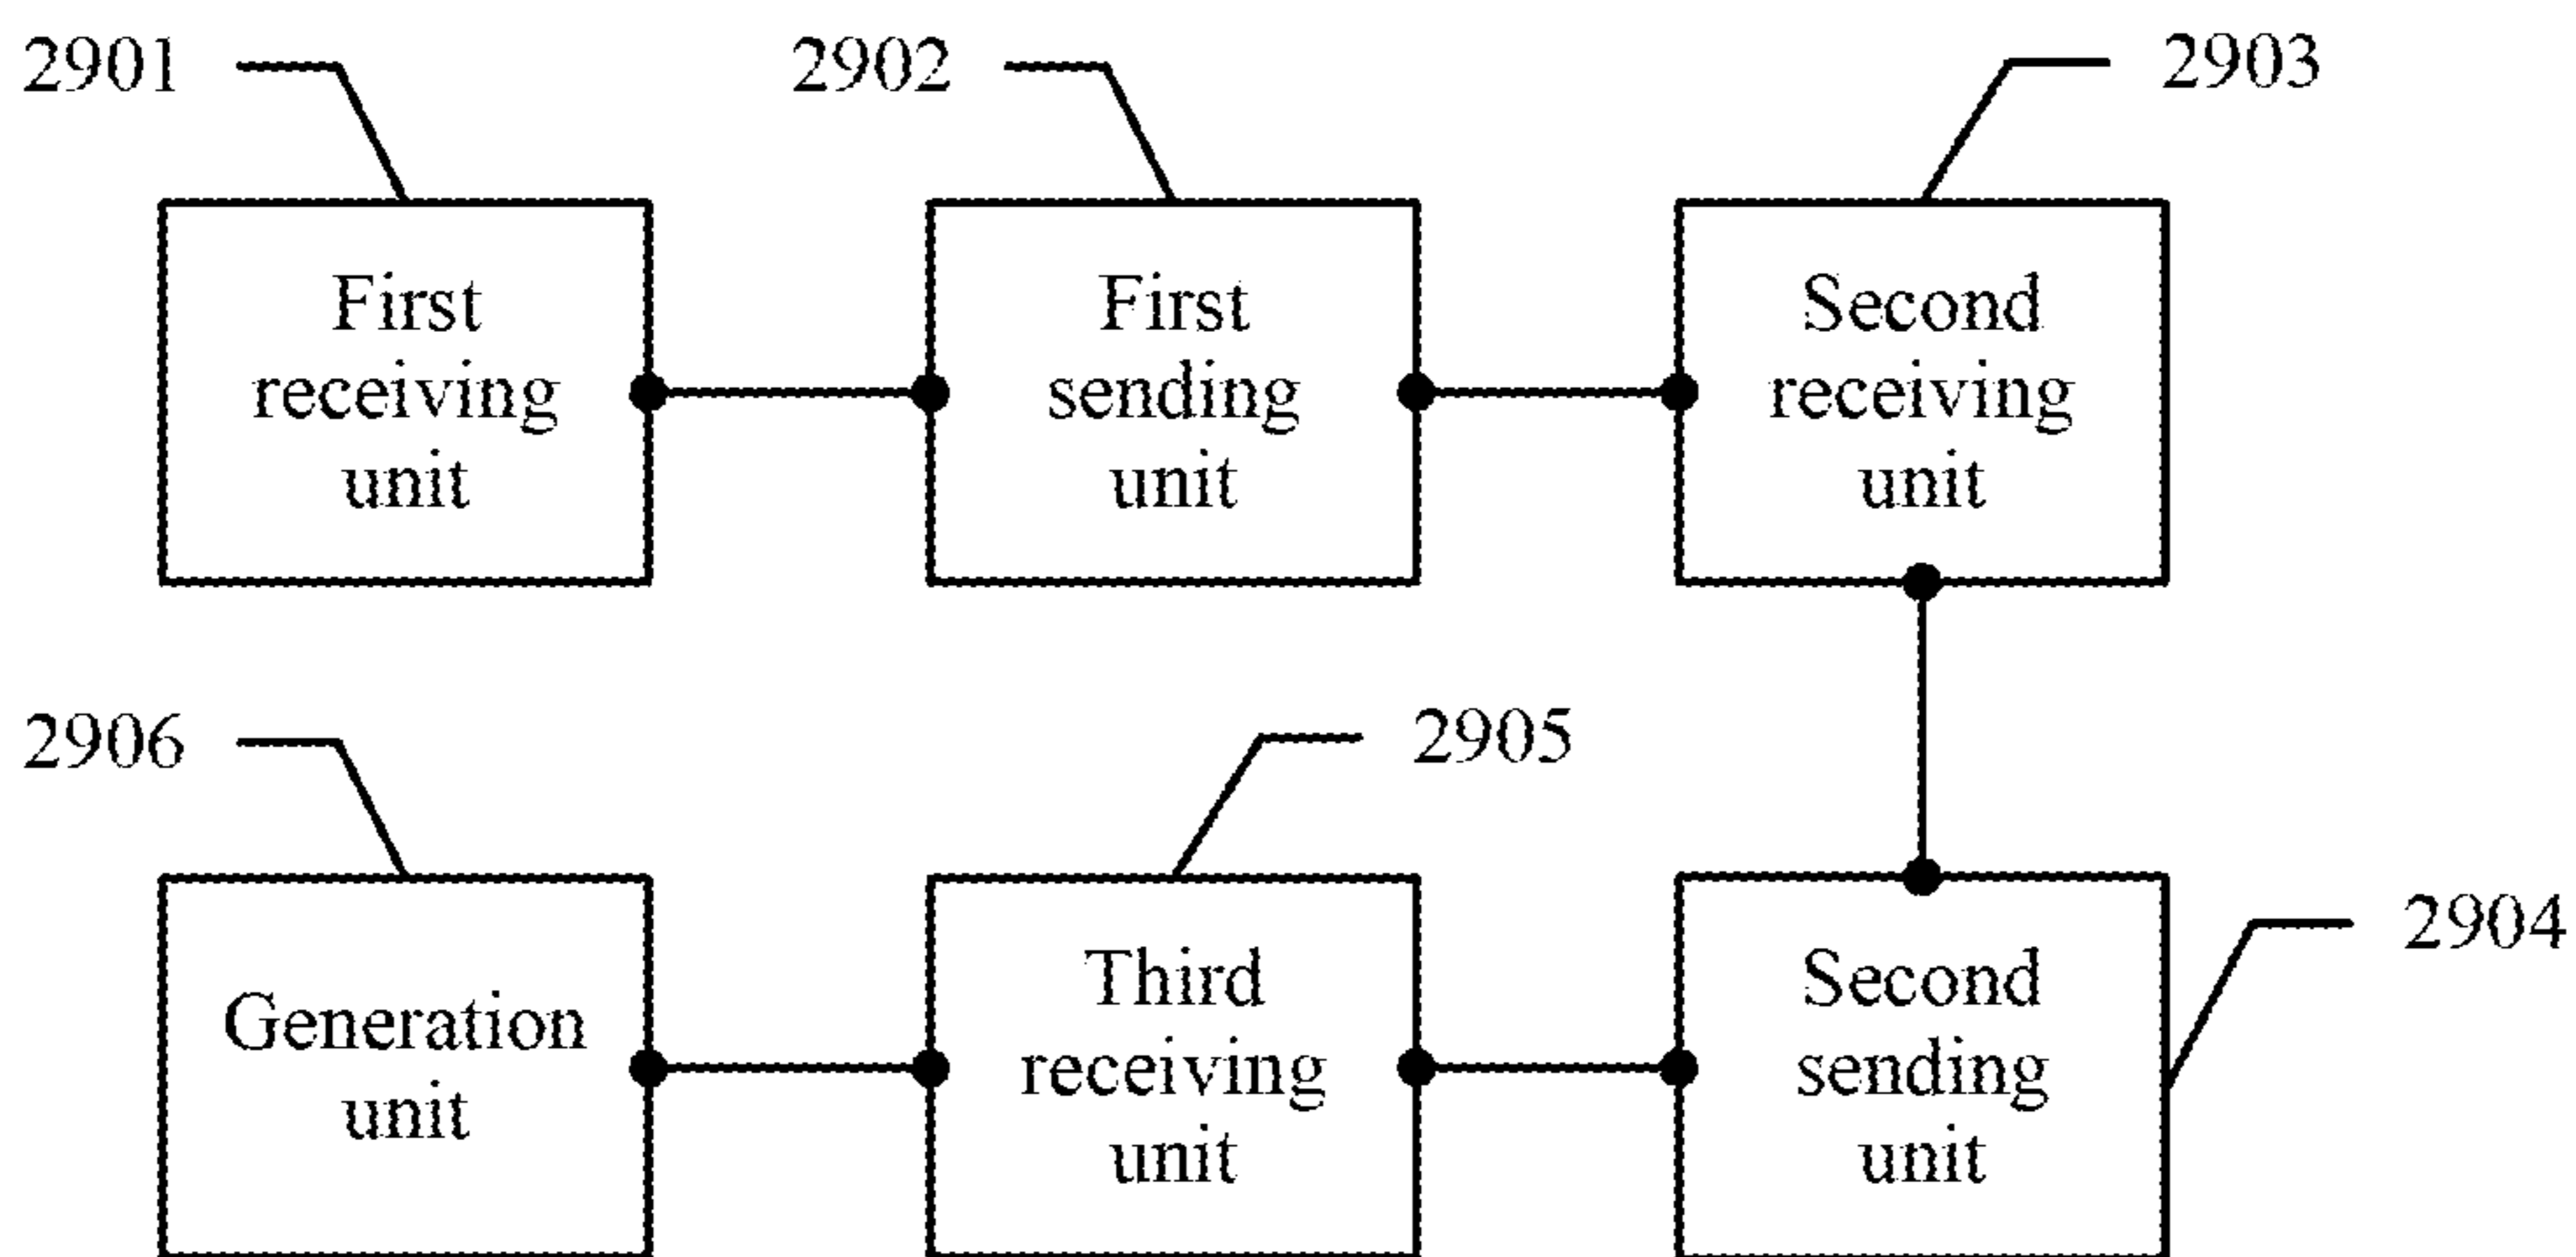 2901
2902
2903
First
receiving
unit
First
sending
unit
Second
receiving
unit
2906
2905
2904
Generation
unit
Third
receiving
unit
Second
sending
unit